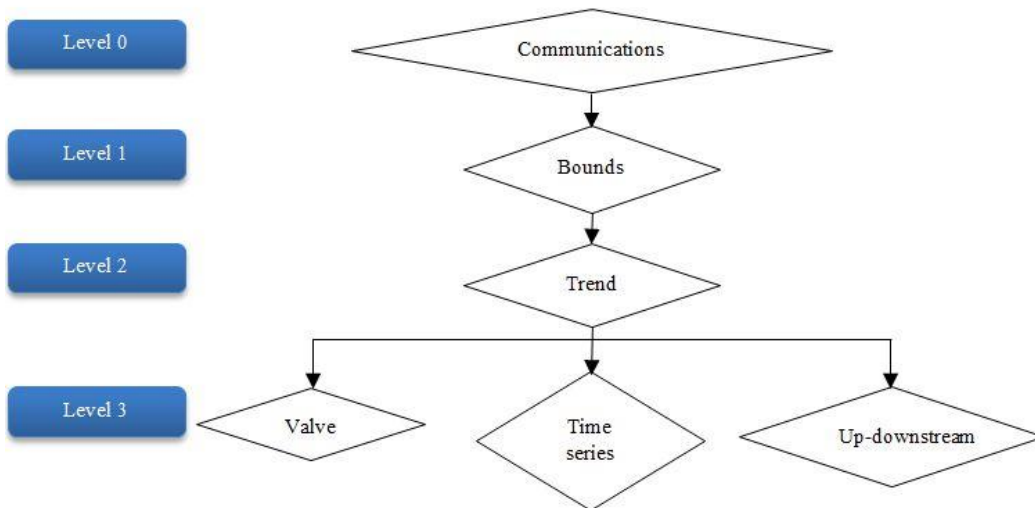 Level 0
Communications
Level 1
Bounds
Level 2
Trend
Level 3
Valve
Time
series
Up-downstream